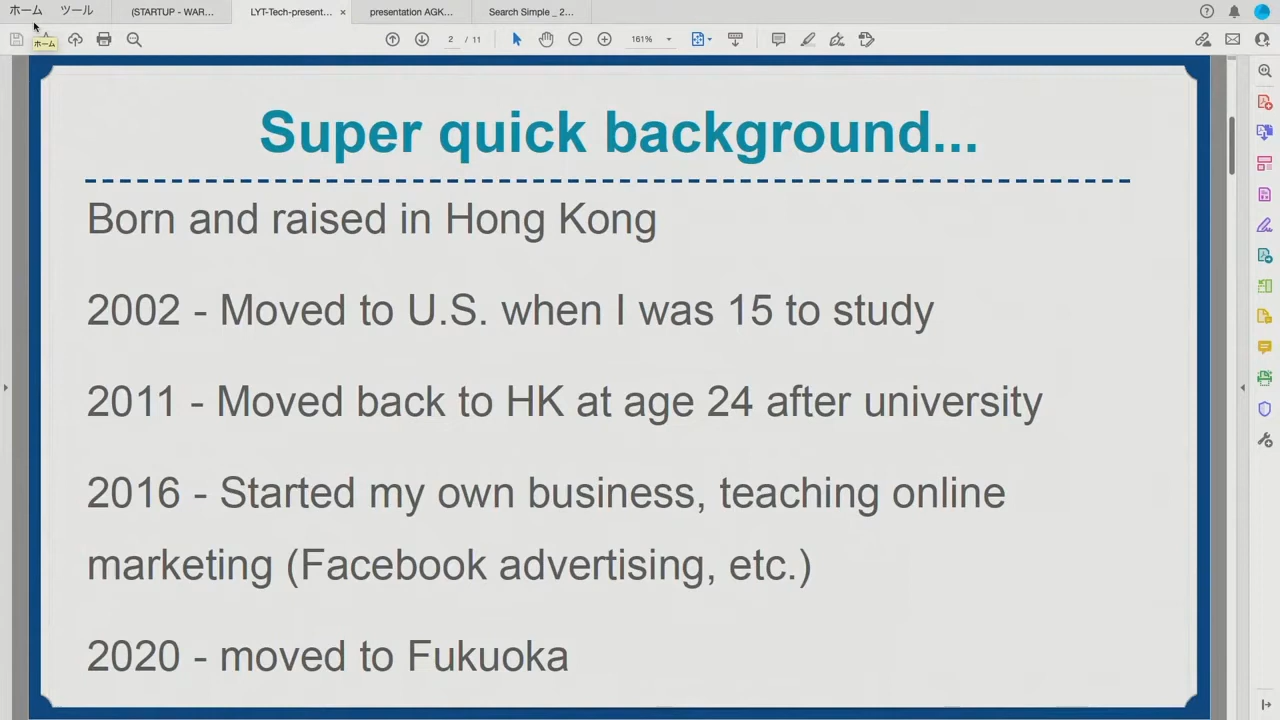 ホーム ツール (STARTUP - WAR... LYT-Tech-present... × presentation AGK... Search Simple _ 2...
ホーム
2 / 11 161%
Super quick background...
Born and raised in Hong Kong
2002 - Moved to U.S. when I was 15 to study
2011 - Moved back to HK at age 24 after university
2016 - Started my own business, teaching online
marketing (Facebook advertising, etc.)
2020 - moved to Fukuoka